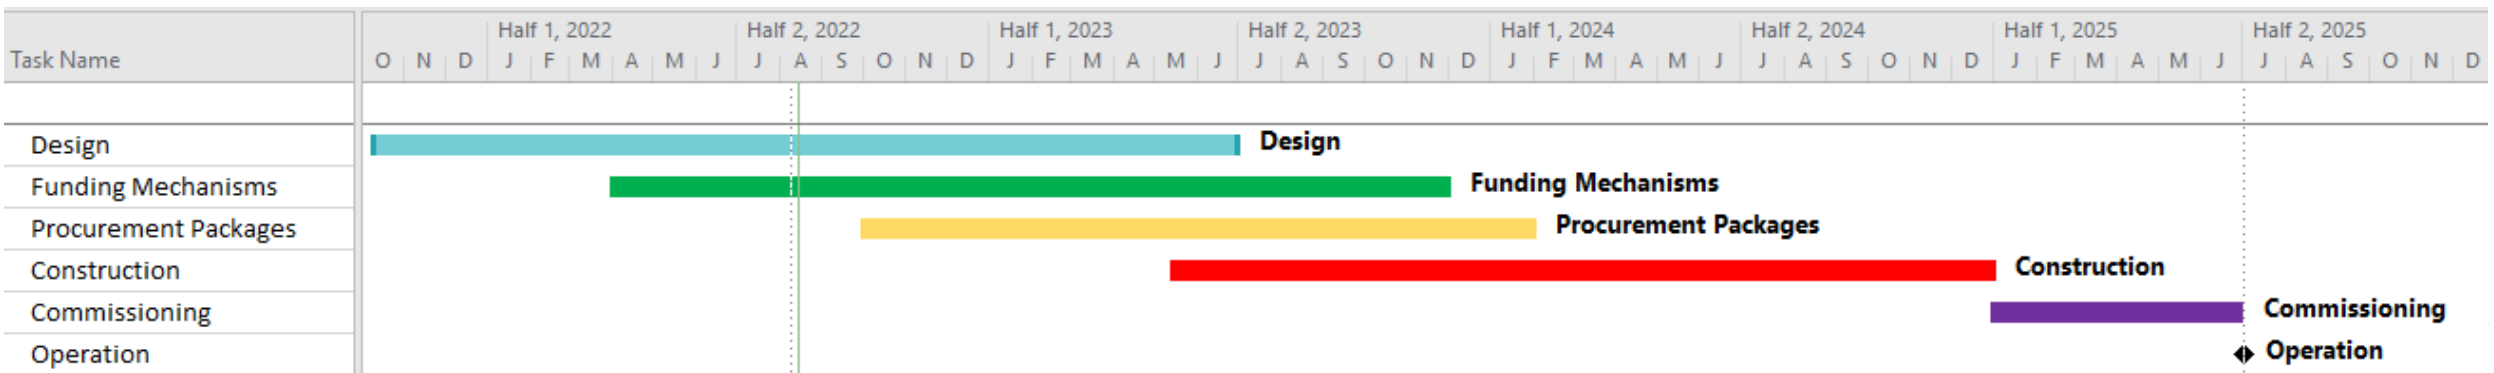 Half 1, 2022 Half 2, 2022 Half 1, 2023 Half 2, 2023 Half 1, 2024 Half 2, 2024 Half 1, 2025 Half 2, 2025
Task Name O N D J F M A M J J A S O N D J F M A M J J A S O N D J F M A M J J A S O N D J F M A M J J A S O N D
Design Design
Funding Mechanisms Funding Mechanisms
Procurement Packages Procurement Packages
Construction Construction
Commissioning Commissioning
Operation Operation